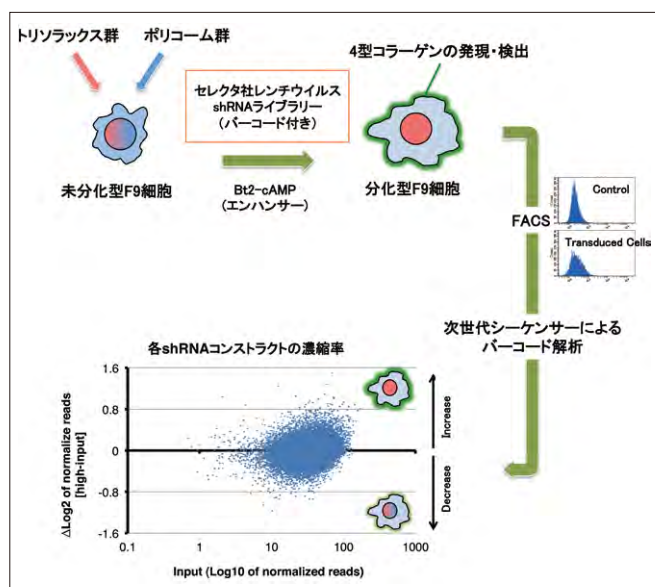 トリソラックス群
ポリコーム群
4型コラーゲンの発現・検出
セレクタ社レンチウイルス
shRNAライブラリー
(バーコード付き)
未分化型F9細胞
Bt2-cAMP
(エンハンサー)
分化型F9細胞
FACS
Control
Transduced Cells
次世代シーケンサーによる
バーコード解析
各shRNAコンストラクトの濃縮率
1.6
0.8
0
-0.8
-1.6
ΔLog2 of normalize reads
[high-input]
Increase
Decrease
0.1 1 10 100 1000
Input (Log10 of normalized reads)